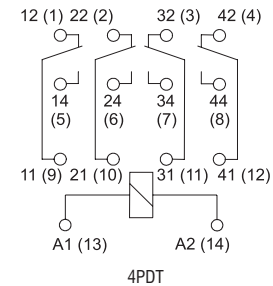 12 (1) 22 (2) 32 (3) 42 (4)
14 24 34 44
(5) (6) (7) (8)
11 (9) 21 (10) 31 (11) 41 (12)
A1 (13) A2 (14)
4PDT